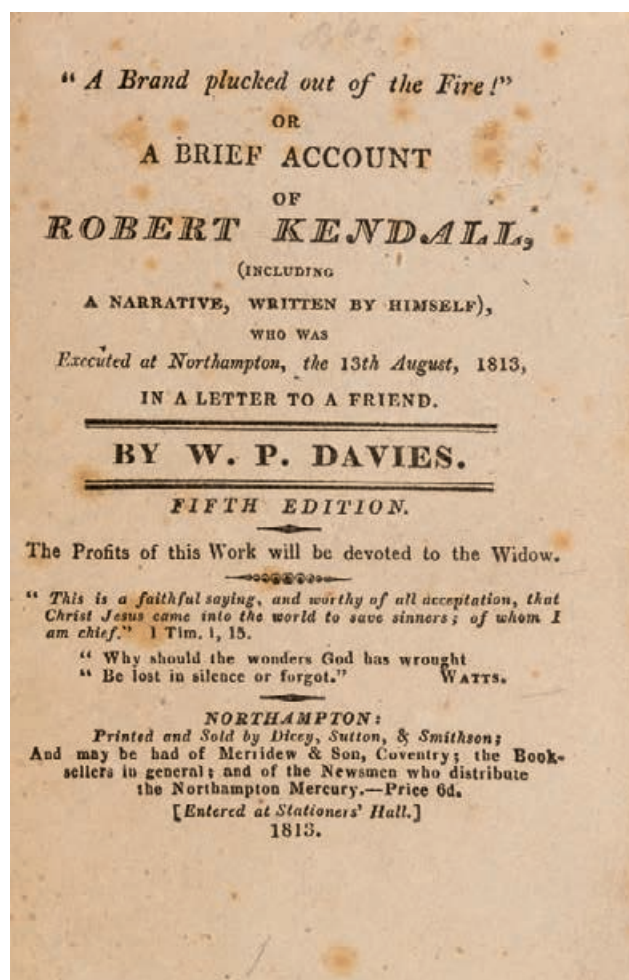 “ A Brand plucked out of the Fire!”
OR
A BRIEF ACCOUNT
OF
ROBERT KENDALL,
(INCLUDING
A NARRATIVE, WRITTEN BY HIMSELF),
WHO WAS
Executed at Northampton, the 13th August, 1813,
IN A LETTER TO A FRIEND.
BY W. P. DAVIES.
FIFTH EDITION.
The Profits of this Work will be devoted to the Widow.
“ This is a faithful saying, and worthy of all acceptation, that
Christ Jesus came into the world to save sinners; of whom I
am chief.” 1 Tim. 1, 15.
“ Why should the wonders God has wrought
“ Be lost in silence or forgot.” WATTS.
NORTHAMPTON:
Printed and Sold by Dicey, Sutton, & Smithson;
And may be had of Merridew & Son, Coventry; the Book-
sellers in general; and of the Newsmen who distribute
the Northampton Mercury.—Price 6d.
[Entered at Stationers’ Hall.]
1813.